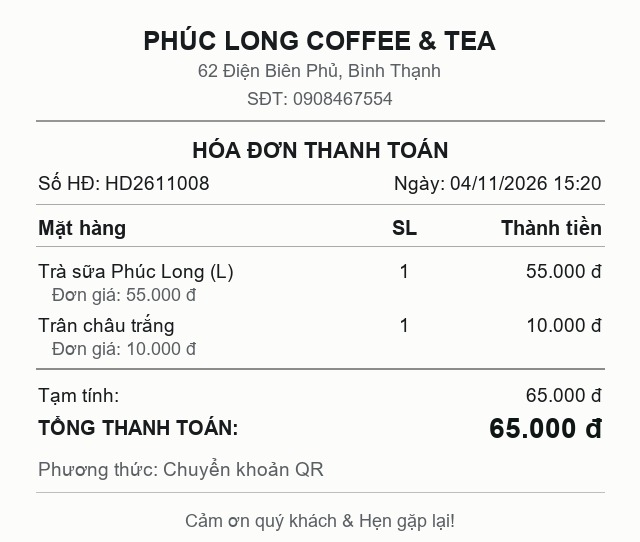 PHÚC LONG COFFEE & TEA
62 Điện Biên Phủ, Bình Thạnh
SĐT: 0908467554
HÓA ĐƠN THANH TOÁN
Số HĐ: HD2611008 Ngày: 04/11/2026 15:20
Mặt hàng SL Thành tiền
Trà sữa Phúc Long (L) 1 55.000 đ
Đơn giá: 55.000 đ
Trân châu trắng 1 10.000 đ
Đơn giá: 10.000 đ
Tạm tính: 65.000 đ
TỔNG THANH TOÁN: 65.000 đ
Phương thức: Chuyển khoản QR
Cảm ơn quý khách & Hẹn gặp lại!